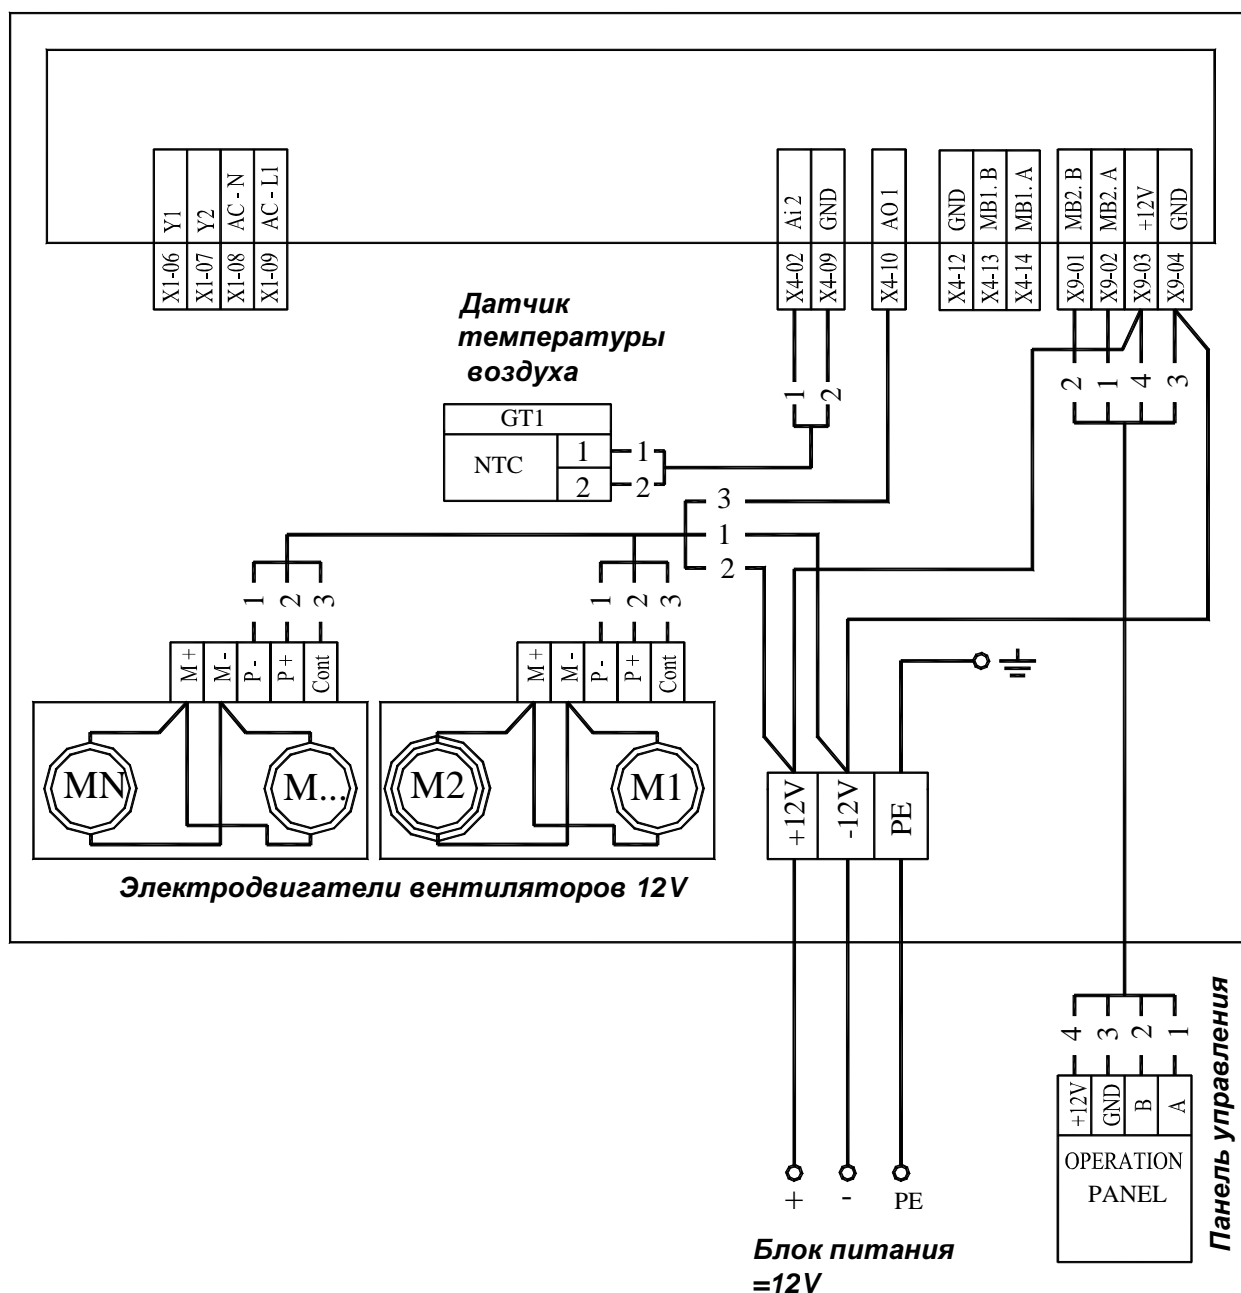 Y1
Y2
AC - N
AC - L1
Ai 2
GND
AO 1
GND
MB1. B
MB1. A
MB2. B
MB2. A
+12V
GND
X1-06
X1-07
X1-08
X1-09
X4-02
X4-09
X4-10
X4-12
X4-13
X4-14
X9-01
X9-02
X9-03
X9-04
Датчик
температуры
воздуха
1
2
2
1
4
3
GT1
NTC
1
2
1
2
3
1
2
1
2
3
1
2
3
M +
M -
P -
P +
Cont
M +
M -
P -
P +
Cont
MN
M...
M2
M1
+12V
-12V
PE
Электродвигатели вентиляторов 12V
4
3
2
1
+12V
GND
B
A
OPERATION
PANEL
Панель управления
+
-
PE
Блок питания
=12V